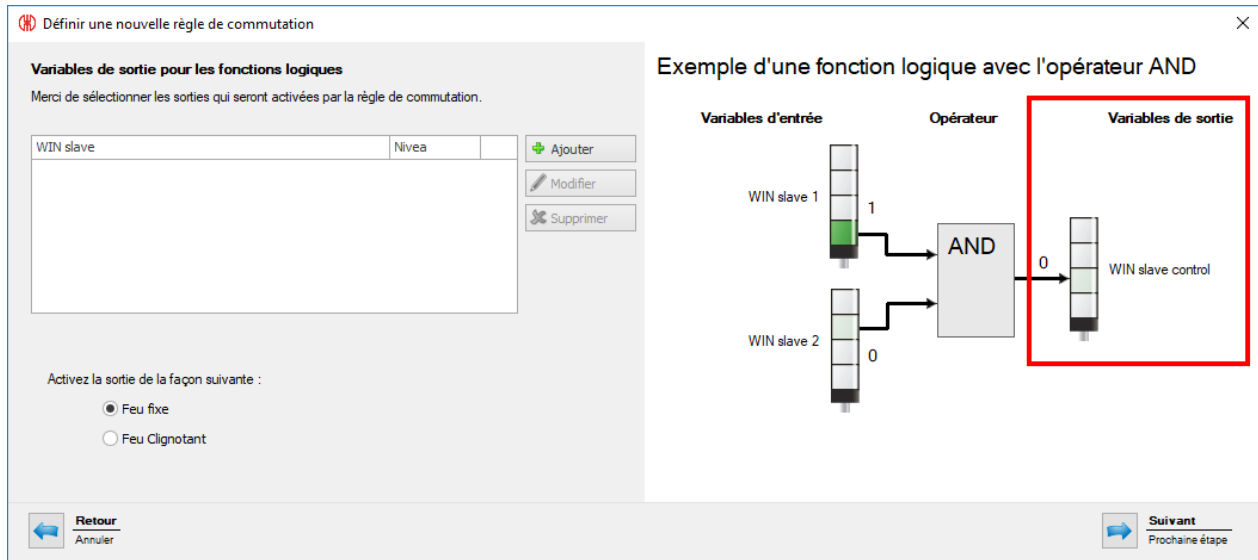 Définir une nouvelle règle de commutation
Variables de sortie pour les fonctions logiques
Merci de sélectionner les sorties qui seront activées par la règle de commutation.
WIN slave Nivea
Ajouter
Modifier
Supprimer
Activez la sortie de la façon suivante :
Feu fixe
Feu Clignotant
Exemple d'une fonction logique avec l'opérateur AND
Variables d'entrée Opérateur Variables de sortie
WIN slave 1
1
AND
0
WIN slave control
WIN slave 2
0
Retour
Annuler
Suivant
Prochaine étape